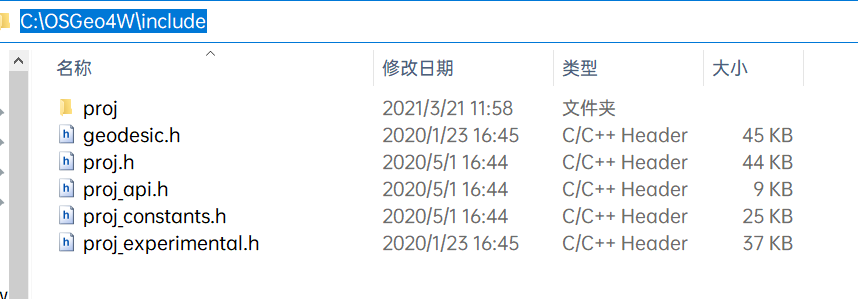 C:\OSGeo4W\include
名称 修改日期 类型 大小
proj 2021/3/21 11:58 文件夹
geodesic.h 2020/1/23 16:45 C/C++ Header 45 KB
proj.h 2020/5/1 16:44 C/C++ Header 44 KB
proj_api.h 2020/5/1 16:44 C/C++ Header 9 KB
proj_constants.h 2020/5/1 16:44 C/C++ Header 25 KB
proj_experimental.h 2020/1/23 16:45 C/C++ Header 37 KB